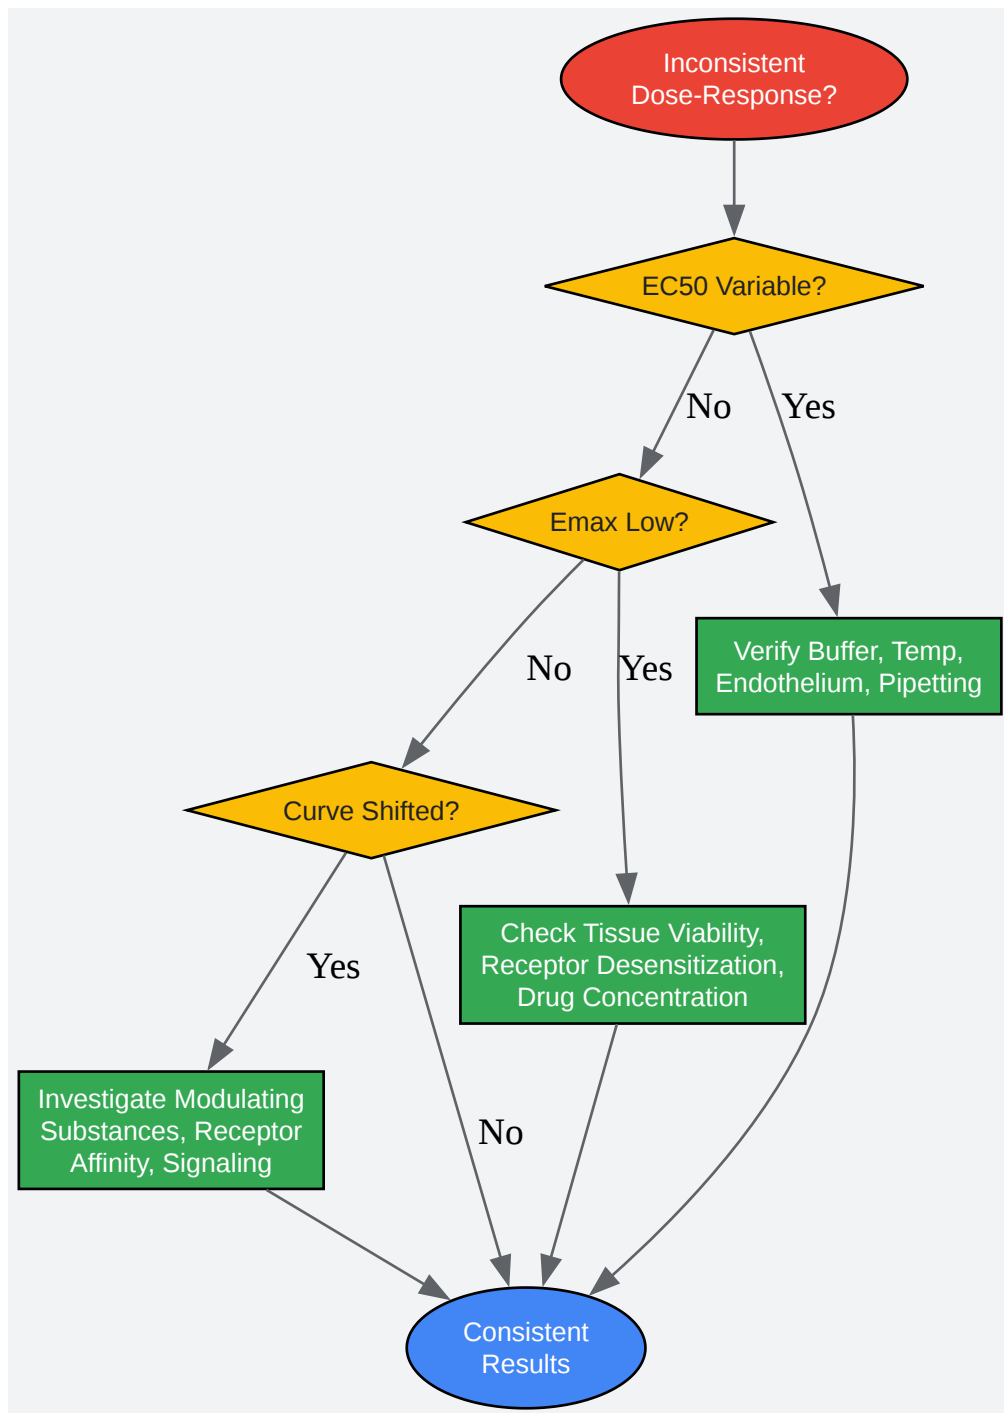 Inconsistent
Dose-Response?
EC50 Variable?
No
Yes
Emax Low?
No
Yes
Verify Buffer, Temp,
Endothelium, Pipetting
Curve Shifted?
Yes
Check Tissue Viability,
Receptor Desensitization,
Drug Concentration
Investigate Modulating
Substances, Receptor
Affinity, Signaling
No
Consistent
Results